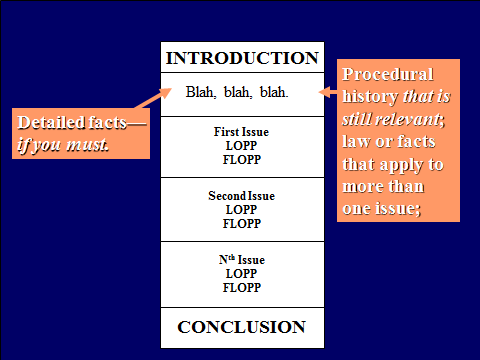 INTRODUCTION
Blah, blah, blah.
Detailed facts—
if you must.
Procedural
history that is
still relevant;
law or facts
that apply to
more than
one issue;
First Issue
LOPP
FLOPP
Second Issue
LOPP
FLOPP
Nth Issue
LOPP
FLOPP
CONCLUSION